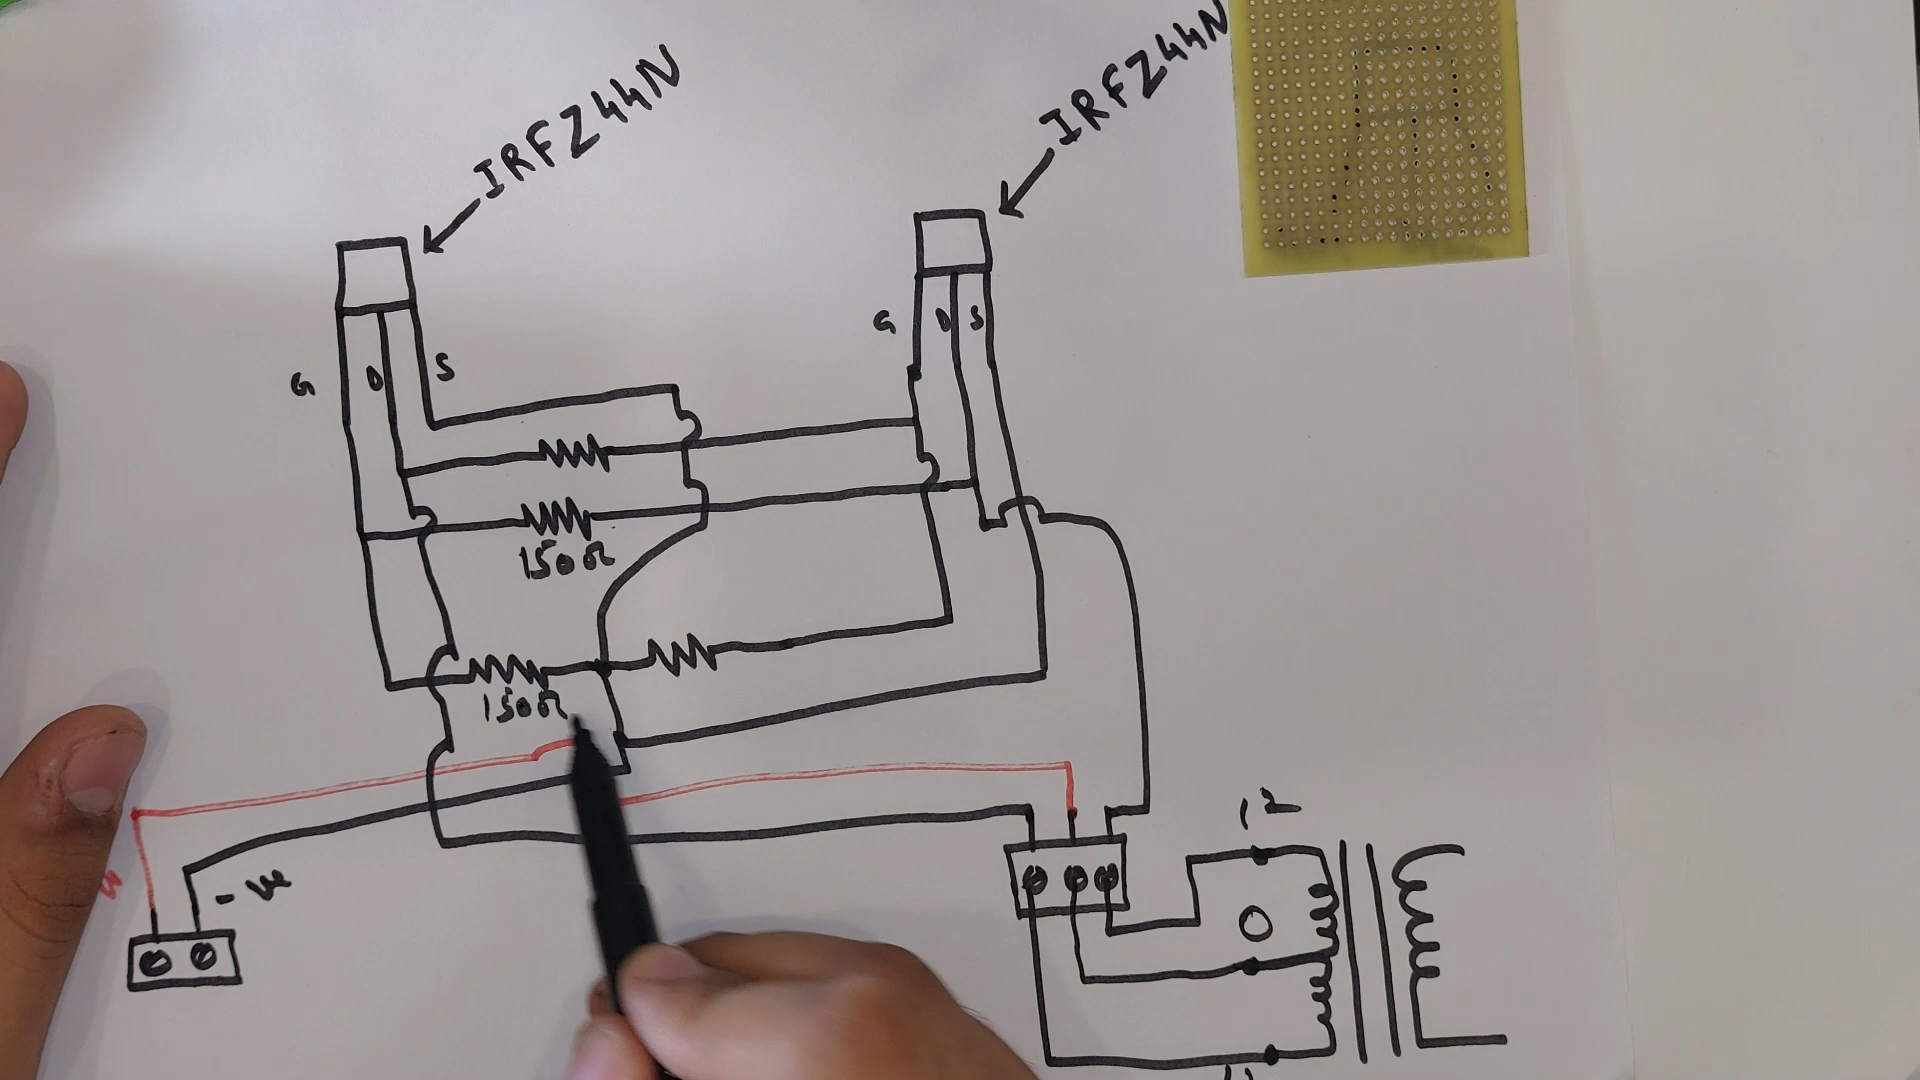 IRFZ44N
IRFZ44N
G D S
G D S
150Ω
150Ω
12
0
- ve